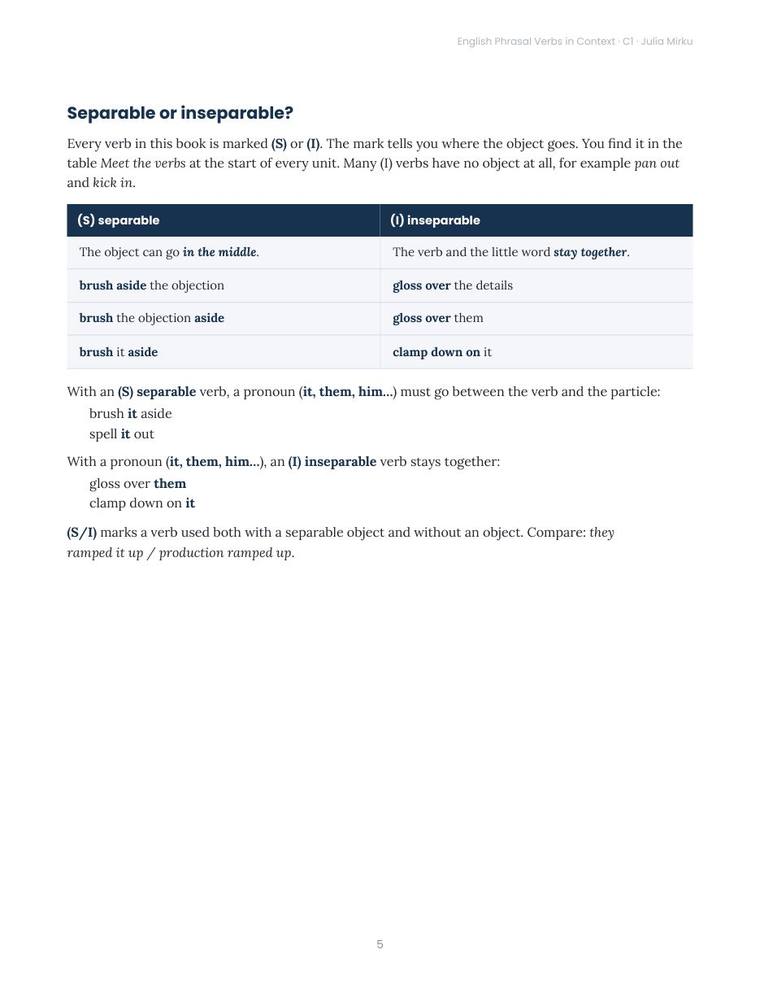 English Phrasal Verbs in Context · C1 · Julia Mirku
Separable or inseparable?
Every verb in this book is marked (S) or (I). The mark tells you where the object goes. You find it in the
table Meet the verbs at the start of every unit. Many (I) verbs have no object at all, for example pan out
and kick in.
(S) separable
(I) inseparable
The object can go in the middle.
The verb and the little word stay together.
brush aside the objection
gloss over the details
brush the objection aside
gloss over them
brush it aside
clamp down on it
With an (S) separable verb, a pronoun (it, them, him…) must go between the verb and the particle:
brush it aside
spell it out
With a pronoun (it, them, him…), an (I) inseparable verb stays together:
gloss over them
clamp down on it
(S/I) marks a verb used both with a separable object and without an object. Compare: they
ramped it up / production ramped up.
5